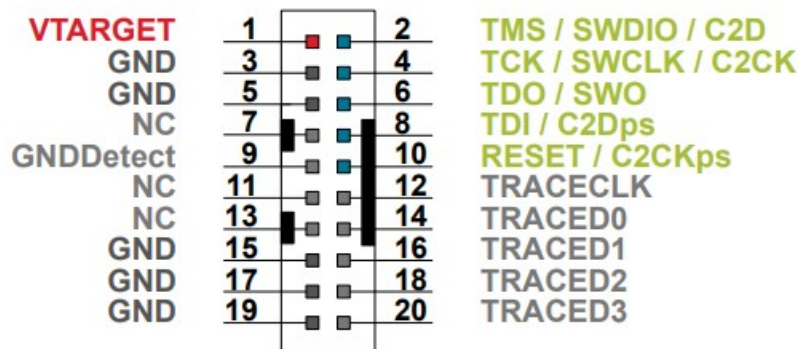 VTARGET 1 2 TMS / SWDIO / C2D
GND 3 4 TCK / SWCLK / C2CK
GND 5 6 TDO / SWO
NC 7 8 TDI / C2Dps
GNDDetect 9 10 RESET / C2CKps
NC 11 12 TRACECLK
NC 13 14 TRACED0
GND 15 16 TRACED1
GND 17 18 TRACED2
GND 19 20 TRACED3